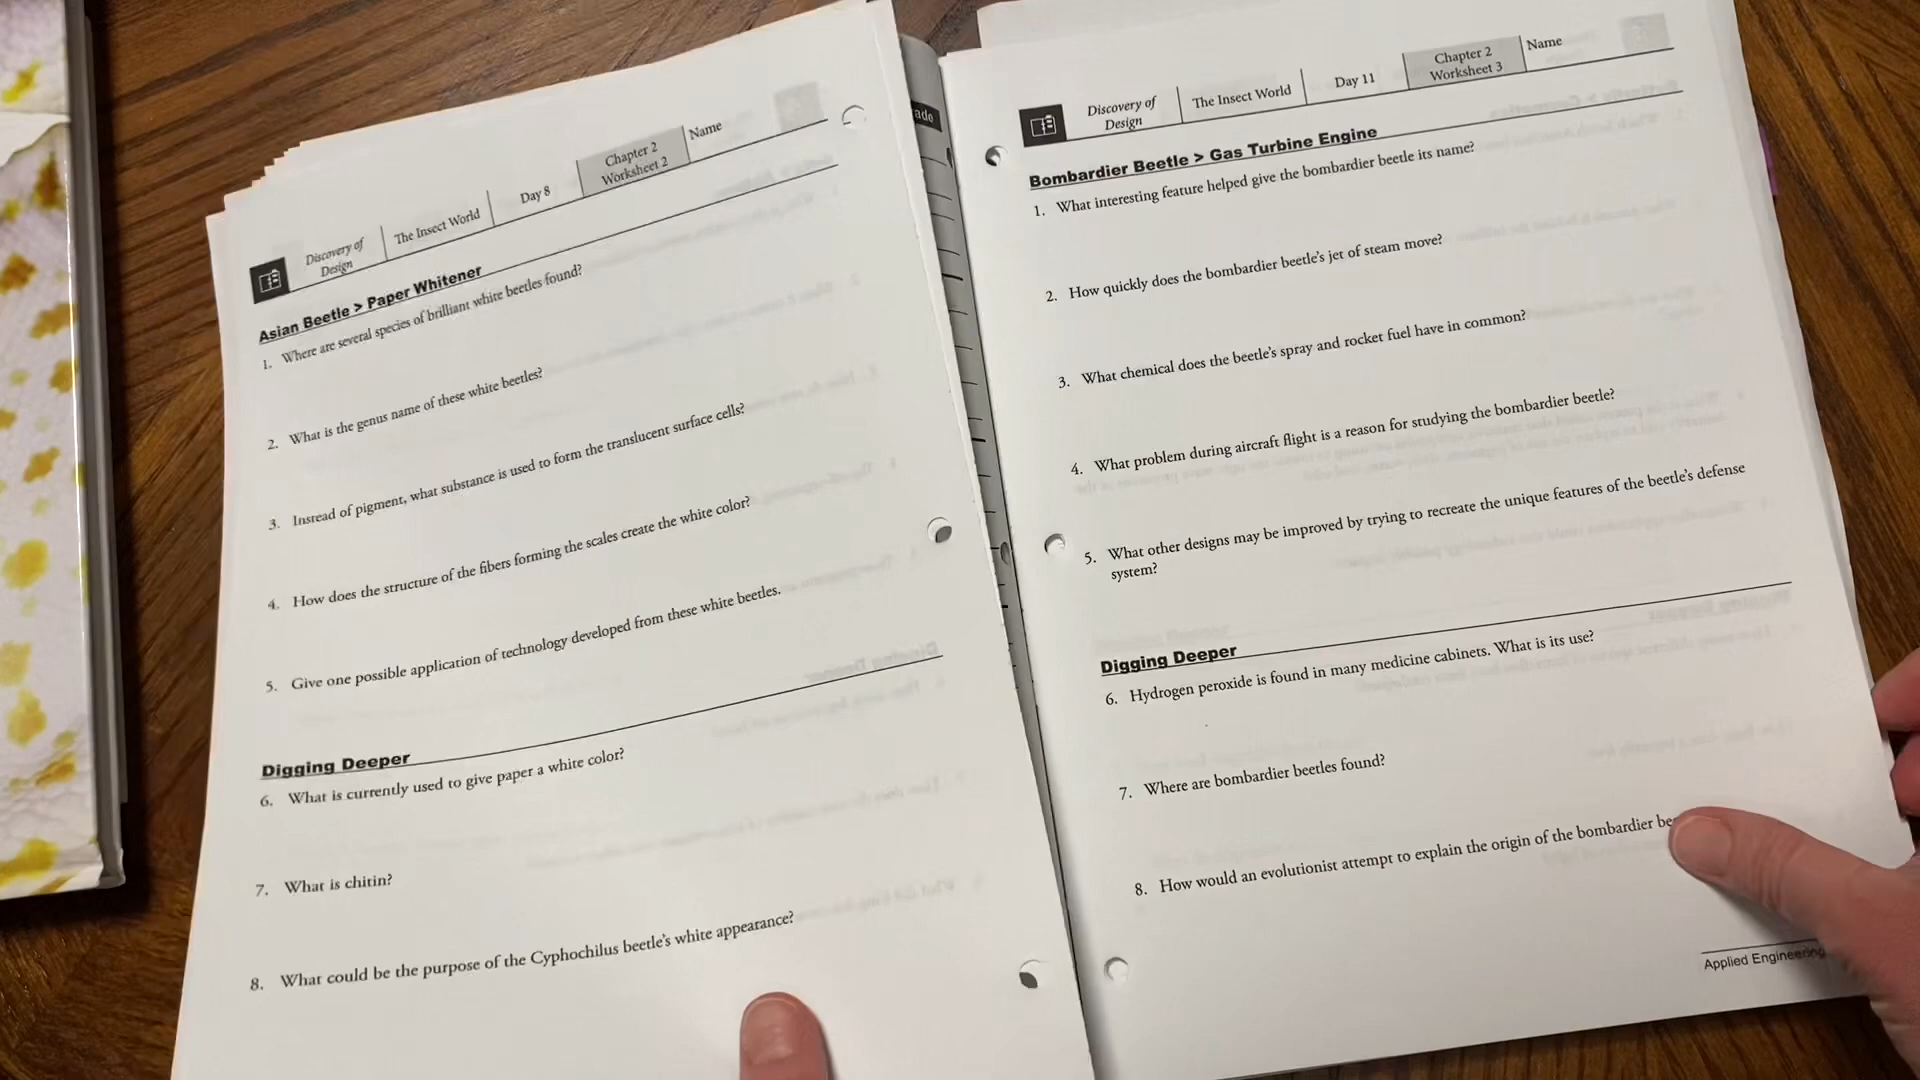 Discovery of
Design
The Insect World
Day 8
Chapter 2
Worksheet 2
Name
Asian Beetle > Paper Whitener
1. Where are several species of brilliant white beetles found?
2. What is the genus name of these white beetles?
3. Instead of pigment, what substance is used to form the translucent surface cells?
4. How does the structure of the fibers forming the scales create the white color?
5. Give one possible application of technology developed from these white beetles.
Digging Deeper
6. What is currently used to give paper a white color?
7. What is chitin?
8. What could be the purpose of the Cyphochilus beetle's white appearance?
ade
Discovery of
Design
The Insect World
Day 11
Chapter 2
Worksheet 3
Name
Bombardier Beetle > Gas Turbine Engine
1. What interesting feature helped give the bombardier beetle its name?
2. How quickly does the bombardier beetle's jet of steam move?
3. What chemical does the beetle's spray and rocket fuel have in common?
4. What problem during aircraft flight is a reason for studying the bombardier beetle?
5. What other designs may be improved by trying to recreate the unique features of the beetle's defense
system?
Digging Deeper
6. Hydrogen peroxide is found in many medicine cabinets. What is its use?
7. Where are bombardier beetles found?
8. How would an evolutionist attempt to explain the origin of the bombardier be
Applied Engineering